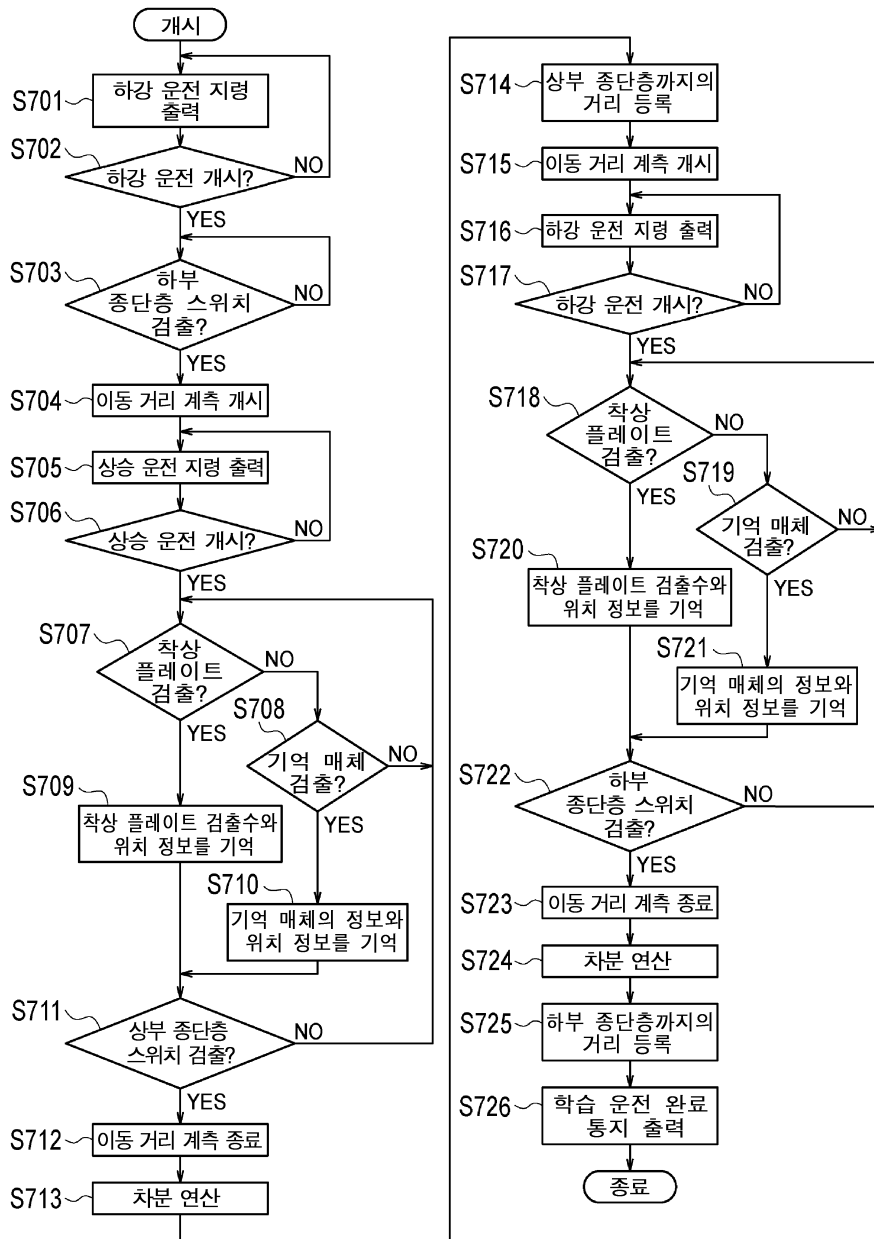 개시
S701
하강 운전 지령
출력
S702
하강 운전 개시?
NO
YES
S703
하부
종단층 스위치
검출?
NO
YES
S704
이동 거리 계측 개시
S705
상승 운전 지령 출력
S706
상승 운전 개시?
NO
YES
S707
착상
플레이트
검출?
NO
YES
S708
기억 매체
검출?
NO
YES
S709
착상 플레이트 검출수와
위치 정보를 기억
S710
기억 매체의 정보와
위치 정보를 기억
S711
상부 종단층
스위치 검출?
NO
YES
S712
이동 거리 계측 종료
S713
차분 연산
S714
상부 종단층까지의
거리 등록
S715
이동 거리 계측 개시
S716
하강 운전 지령 출력
S717
하강 운전 개시?
NO
YES
S718
착상
플레이트
검출?
NO
YES
S719
기억 매체
검출?
NO
YES
S720
착상 플레이트 검출수와
위치 정보를 기억
S721
기억 매체의 정보와
위치 정보를 기억
S722
하부
종단층 스위치
검출?
NO
YES
S723
이동 거리 계측 종료
S724
차분 연산
S725
하부 종단층까지의
거리 등록
S726
학습 운전 완료
통지 출력
종료